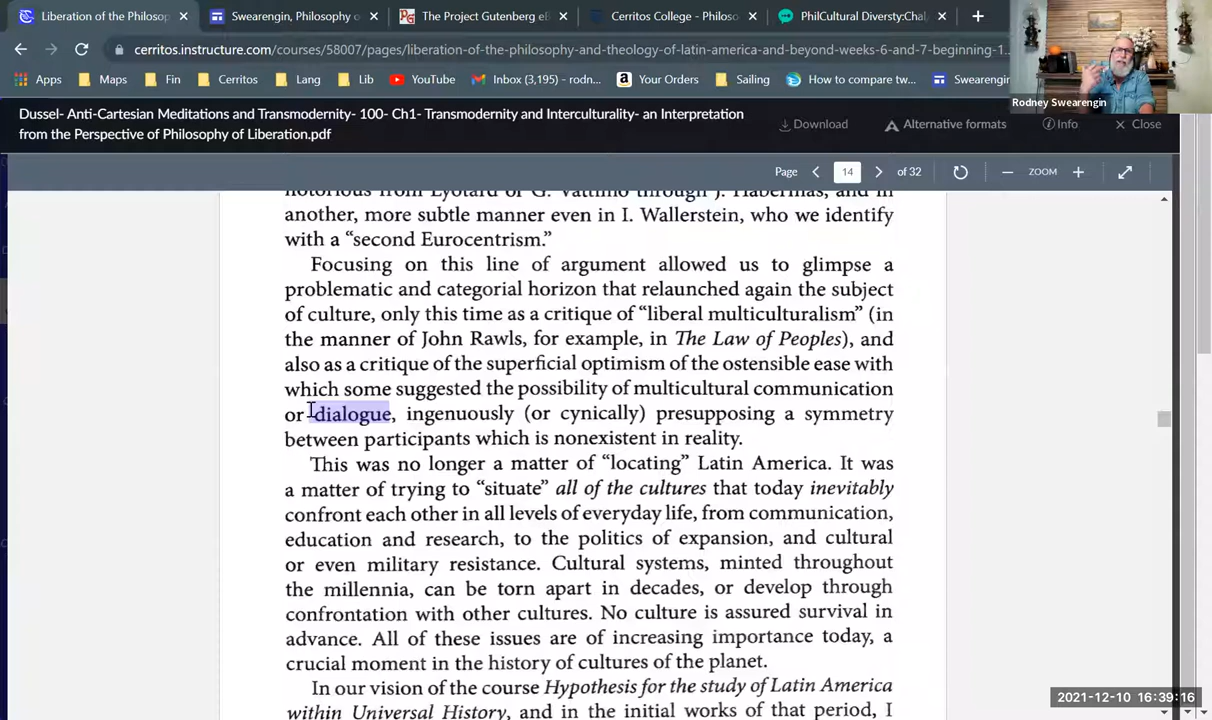 Liberation of the Philosop
Swearengin, Philosophy o
The Project Gutenberg eB
Cerritos College - Philoso
PhilCultural Diversty:Chal
cerritos.instructure.com/courses/58007/pages/liberation-of-the-philosophy-and-theology-of-latin-america-and-beyond-weeks-6-and-7-beginning-1...
Apps
Maps
Fin
Cerritos
Lang
Lib
YouTube
Inbox (3,195) - rodn...
Your Orders
Sailing
How to compare tw...
Swearengin
Rodney Swearengin
Dussel- Anti-Cartesian Meditations and Transmodernity- 100- Ch1- Transmodernity and Interculturality- an Interpretation
from the Perspective of Philosophy of Liberation.pdf
Download
Alternative formats
Info
Close
Page
14
of 32
ZOOM
notorious from Lyotard or G. Vattimo through J. Habermas, and in
another, more subtle manner even in I. Wallerstein, who we identify
with a “second Eurocentrism.”
Focusing on this line of argument allowed us to glimpse a
problematic and categorial horizon that relaunched again the subject
of culture, only this time as a critique of “liberal multiculturalism” (in
the manner of John Rawls, for example, in The Law of Peoples), and
also as a critique of the superficial optimism of the ostensible ease with
which some suggested the possibility of multicultural communication
or dialogue, ingenuously (or cynically) presupposing a symmetry
between participants which is nonexistent in reality.
This was no longer a matter of “locating” Latin America. It was
a matter of trying to “situate” all of the cultures that today inevitably
confront each other in all levels of everyday life, from communication,
education and research, to the politics of expansion, and cultural
or even military resistance. Cultural systems, minted throughout
the millennia, can be torn apart in decades, or develop through
confrontation with other cultures. No culture is assured survival in
advance. All of these issues are of increasing importance today, a
crucial moment in the history of cultures of the planet.
In our vision of the course Hypothesis for the study of Latin America
within Universal History, and in the initial works of that period, I
2021-12-10 16:39:16